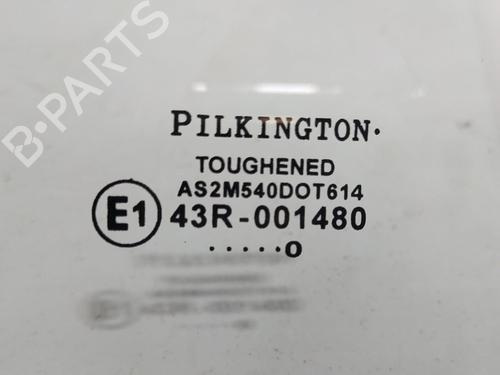 PILKINGTON·
TOUGHENED
AS2M540DOT614
E1 43R-001480
.....o
B-PARTS